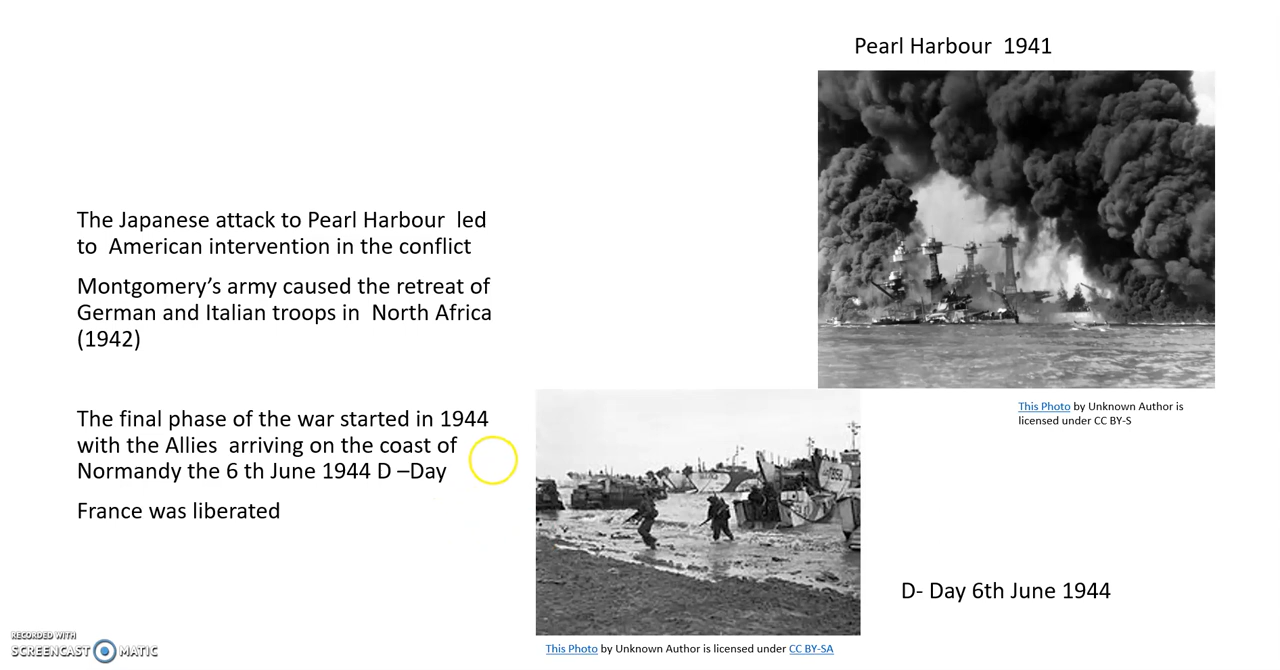 Pearl Harbour 1941
The Japanese attack to Pearl Harbour led
to American intervention in the conflict
Montgomery’s army caused the retreat of
German and Italian troops in North Africa
(1942)
The final phase of the war started in 1944
with the Allies arriving on the coast of
Normandy the 6 th June 1944 D –Day
France was liberated
This Photo by Unknown Author is
licensed under CC BY-S
D- Day 6th June 1944
This Photo by Unknown Author is licensed under CC BY-SA
RECORDED WITH
SCREENCAST MATIC